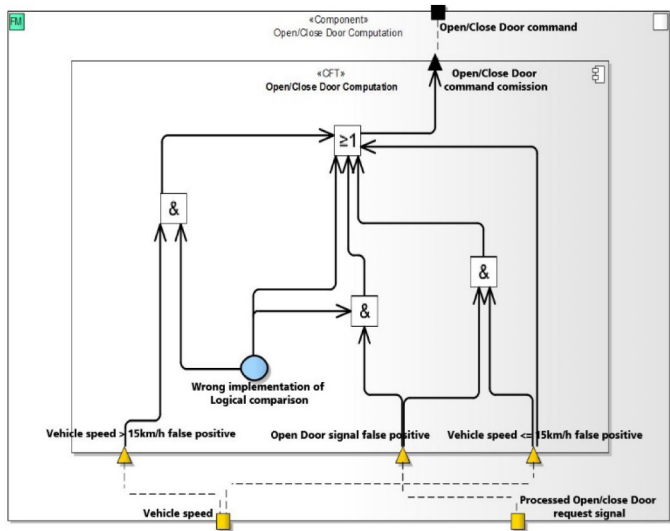 FM
«Component»
Open/Close Door Computation
Open/Close Door command
«CFT»
Open/Close Door Computation
Open/Close Door
command comission
≥1
&
&
&
Wrong implementation of
Logical comparison
Vehicle speed > 15km/h false positive
Open Door signal false positive
Vehicle speed <= 15km/h false positive
Vehicle speed
Processed Open/close Door
request signal